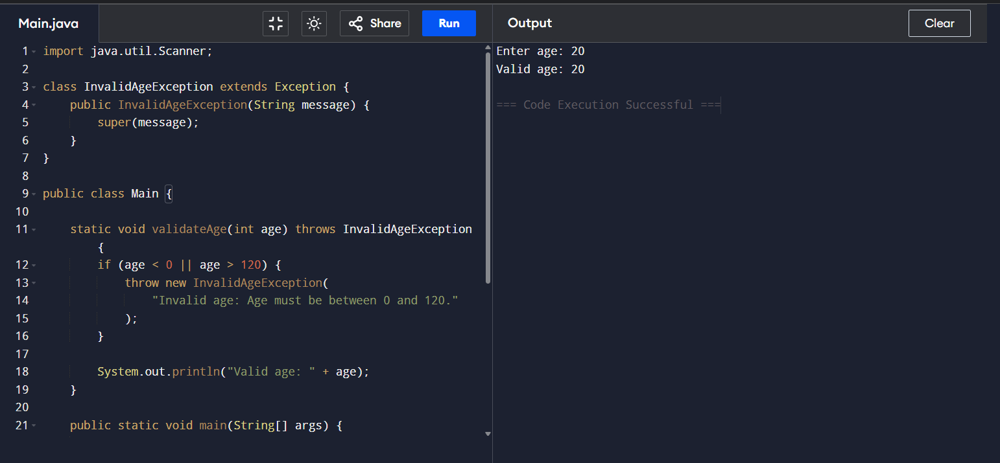 Main.java
Share
Run
Output
Clear
1 import java.util.Scanner;
2
3 class InvalidAgeException extends Exception {
4     public InvalidAgeException(String message) {
5         super(message);
6     }
7 }
8
9 public class Main {
10
11     static void validateAge(int age) throws InvalidAgeException
        {
12         if (age < 0 || age > 120) {
13             throw new InvalidAgeException(
14                 "Invalid age: Age must be between 0 and 120."
15             );
16         }
17
18         System.out.println("Valid age: " + age);
19     }
20
21     public static void main(String[] args) {
Enter age: 20
Valid age: 20
=== Code Execution Successful ===